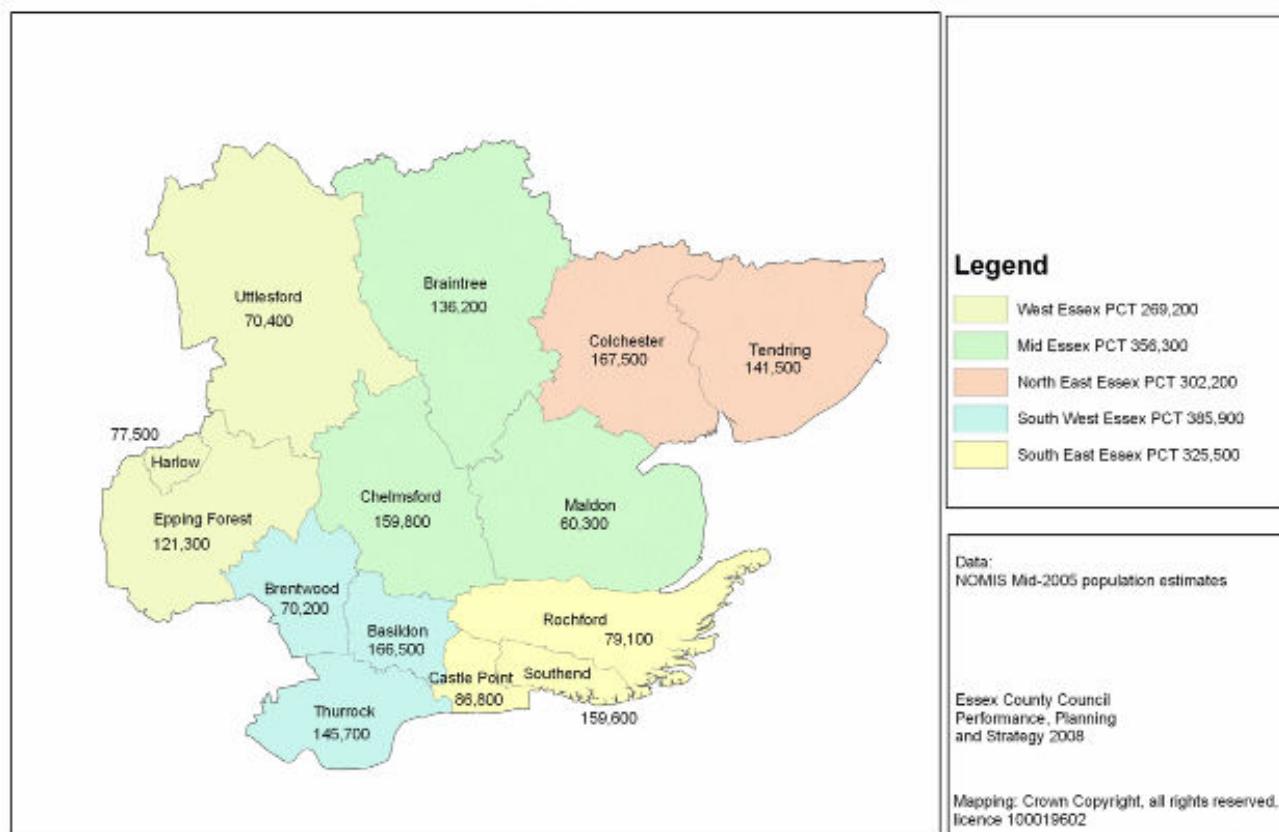 Uttlesford
70,400
Braintree
136,200
Colchester
167,500
Tendring
141,500
77,500
Harlow
Epping Forest
121,300
Chelmsford
159,800
Maldon
60,300
Brentwood
70,200
Basildon
166,500
Rochford
79,100
Castle Point
86,800
Southend
159,600
Thurrock
145,700
Legend
West Essex PCT 269,200
Mid Essex PCT 356,300
North East Essex PCT 302,200
South West Essex PCT 385,900
South East Essex PCT 325,500
Data:
NOMIS Mid-2005 population estimates
Essex County Council
Performance, Planning
and Strategy 2008
Mapping: Crown Copyright, all rights reserved,
licence 100019602